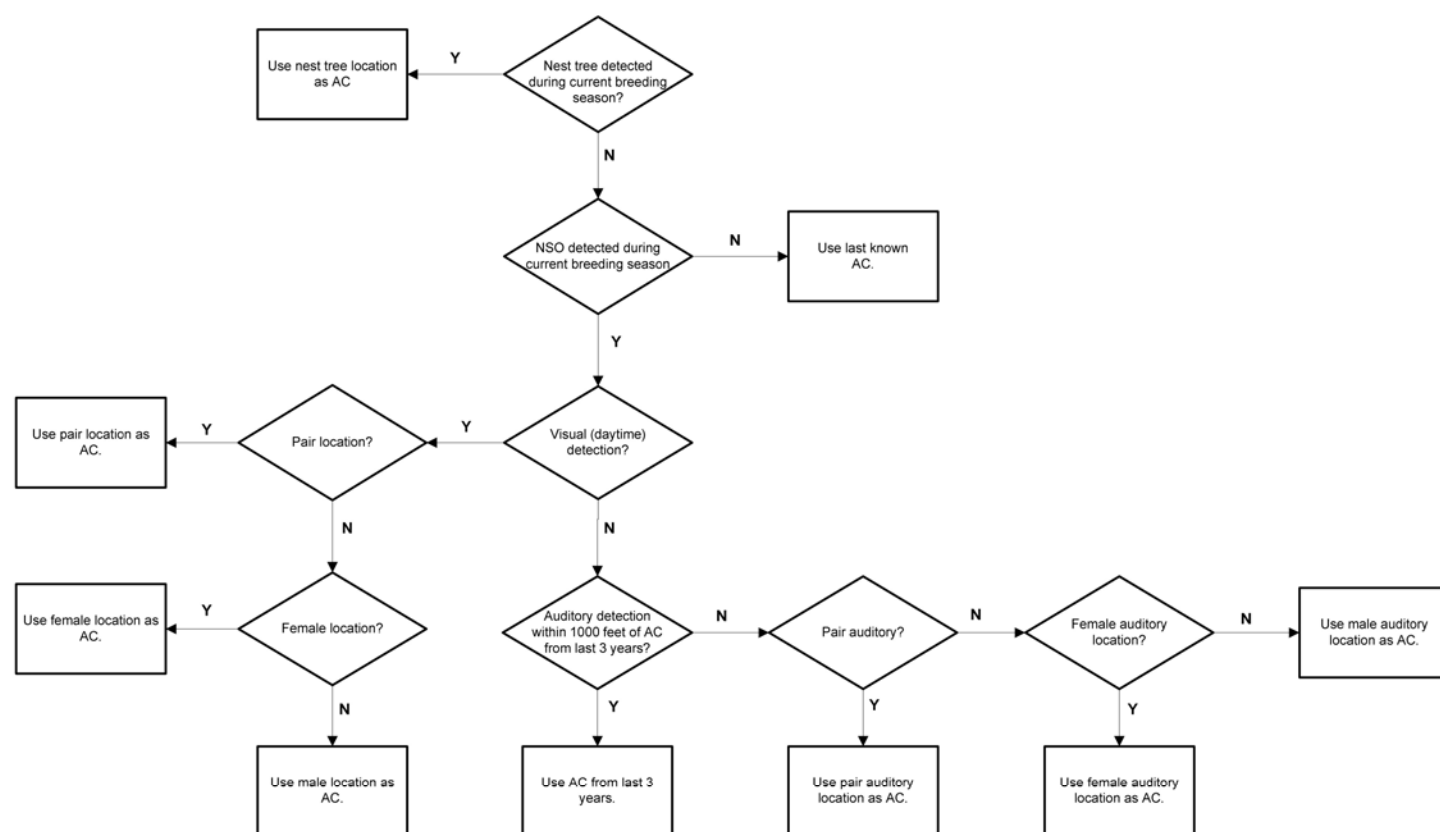 Use nest tree location
as AC
Y
Nest tree detected
during current breeding
season?
N
NSO detected during
current breeding season
N
Use last known
AC.
Y
Use pair location as
AC.
Y
Pair location?
Y
Visual (daytime)
detection?
N
N
Use female location as
AC.
Y
Female location?
Auditory detection
within 1000 feet of AC
from last 3 years?
N
Pair auditory?
N
Female auditory
location?
N
Use male auditory
location as AC.
N
Y
Y
Y
Use male location as
AC.
Use AC from last 3
years.
Use pair auditory
location as AC.
Use female auditory
location as AC.